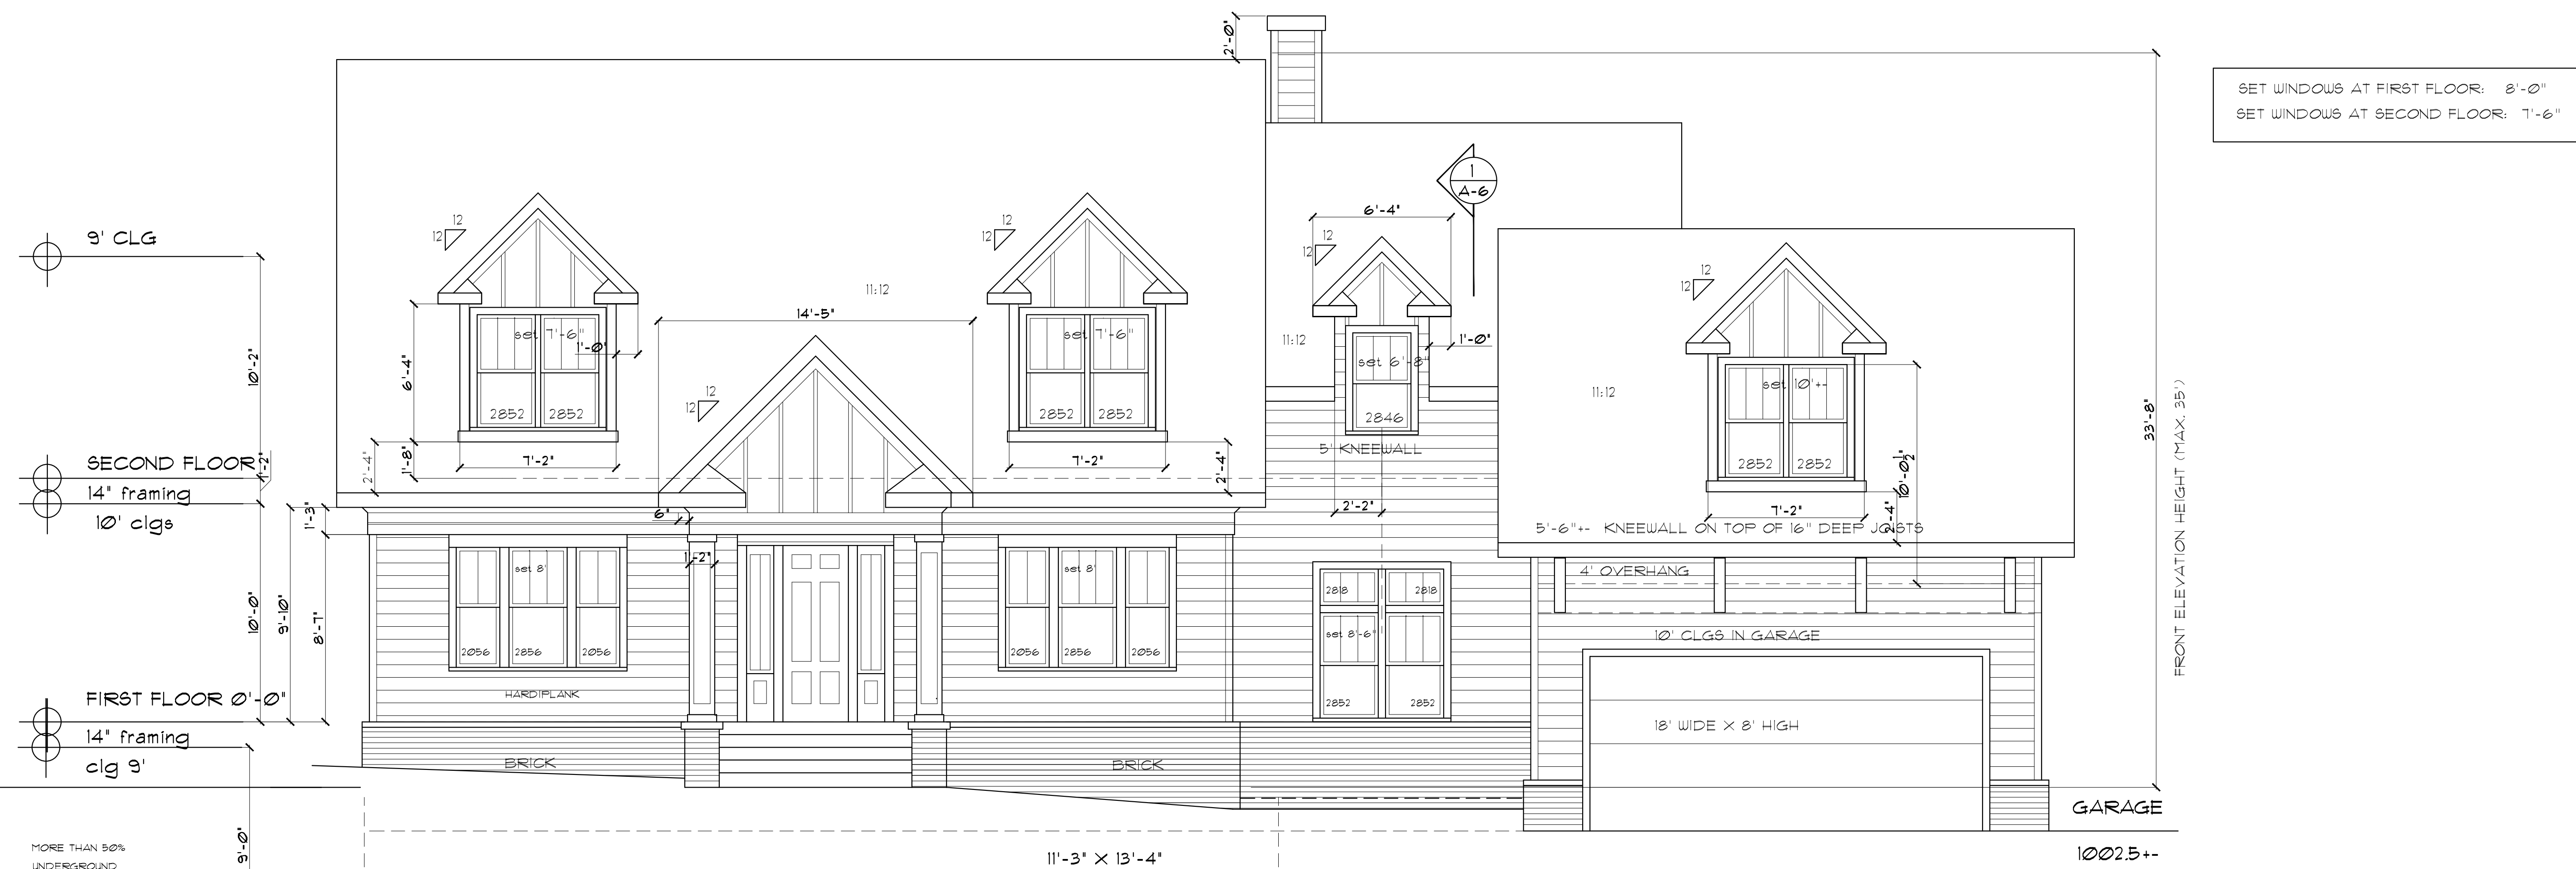 2'-0"
SET WINDOWS AT FIRST FLOOR: 8'-0"
SET WINDOWS AT SECOND FLOOR: 7'-6"
1
A-6
6'-4"
12
12
12
12
12
12
12
12
12
12
9' CLG
11:12
14'-5"
set 7'-6"
1'-0"
set 7'-6"
11:12
1'-0"
set 6'-8"
11:12
set 10'+-
10'-2"
6'-4"
2852 2852
2852 2852
2846
33'-8"
FRONT ELEVATION HEIGHT (MAX. 35')
5' KNEEWALL
SECOND FLOOR
2'-4"
1'-8"
7'-2"
7'-2"
2'-4"
2852 2852
10'-0 1/2"
14" framing
10' clgs
1'-3"
6"
2'-2"
7'-2"
2'-4"
5'-6"+- KNEEWALL ON TOP OF 16" DEEP JOISTS
1'-2"
set 8'
set 8'
4' OVERHANG
2818 2818
10'-0"
9'-10"
8'-7"
set 8'-6"
10' CLGS IN GARAGE
2056 2856 2056
2056 2856 2056
HARDIPLANK
2852 2852
FIRST FLOOR 0'-0"
18' WIDE X 8' HIGH
14" framing
clg 9'
BRICK
BRICK
GARAGE
9'-0"
MORE THAN 50%
UNDERGROUND
11'-3" X 13'-4"
1002.5+-